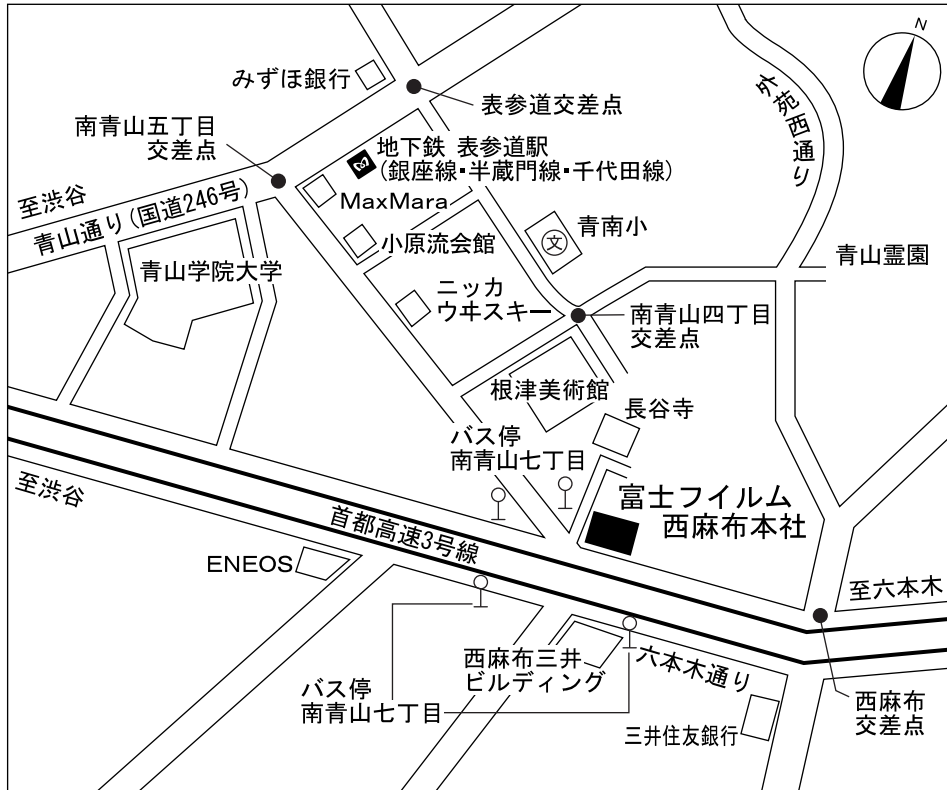 N
みずほ銀行
表参道交差点
外苑西通り
南青山五丁目
交差点
地下鉄 表参道駅
(銀座線・半蔵門線・千代田線)
至渋谷
青山通り(国道246号)
MaxMara
文
青南小
小原流会館
青山霊園
青山学院大学
ニッカ
ウヰスキー
南青山四丁目
交差点
根津美術館
長谷寺
バス停
南青山七丁目
至渋谷
富士フイルム
西麻布本社
首都高速3号線
ENEOS
至六本木
西麻布三井
ビルディング
六本木通り
バス停
南青山七丁目
西麻布
交差点
三井住友銀行